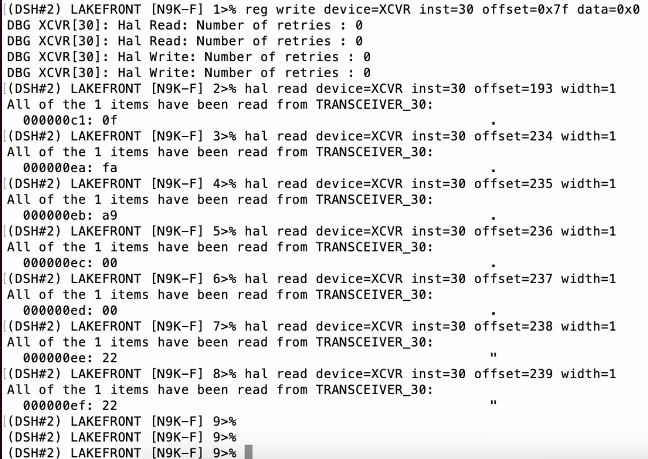 [(DSH#2) LAKEFRONT [N9K-F] 1>% reg write device=XCVR inst=30 offset=0x7f data=0x0
DBG XCVR[30]: Hal Read: Number of retries : 0
DBG XCVR[30]: Hal Write: Number of retries : 0
DBG XCVR[30]: Hal Write: Number of retries : 0
[(DSH#2) LAKEFRONT [N9K-F] 2>% hal read device=XCVR inst=30 offset=193 width=1
All of the 1 items have been read from TRANSCEIVER_30:
000000c1: 0f .
[(DSH#2) LAKEFRONT [N9K-F] 3>% hal read device=XCVR inst=30 offset=234 width=1
All of the 1 items have been read from TRANSCEIVER_30:
000000ea: fa .
[(DSH#2) LAKEFRONT [N9K-F] 4>% hal read device=XCVR inst=30 offset=235 width=1
All of the 1 items have been read from TRANSCEIVER_30:
000000eb: a9 .
[(DSH#2) LAKEFRONT [N9K-F] 5>% hal read device=XCVR inst=30 offset=236 width=1
All of the 1 items have been read from TRANSCEIVER_30:
000000ec: 00 .
[(DSH#2) LAKEFRONT [N9K-F] 6>% hal read device=XCVR inst=30 offset=237 width=1
All of the 1 items have been read from TRANSCEIVER_30:
000000ed: 00 .
[(DSH#2) LAKEFRONT [N9K-F] 7>% hal read device=XCVR inst=30 offset=238 width=1
All of the 1 items have been read from TRANSCEIVER_30:
000000ee: 22 "
[(DSH#2) LAKEFRONT [N9K-F] 8>% hal read device=XCVR inst=30 offset=239 width=1
All of the 1 items have been read from TRANSCEIVER_30:
000000ef: 22 "
[(DSH#2) LAKEFRONT [N9K-F] 9>%
(DSH#2) LAKEFRONT [N9K-F] 9>%
(DSH#2) LAKEFRONT [N9K-F] 9>%